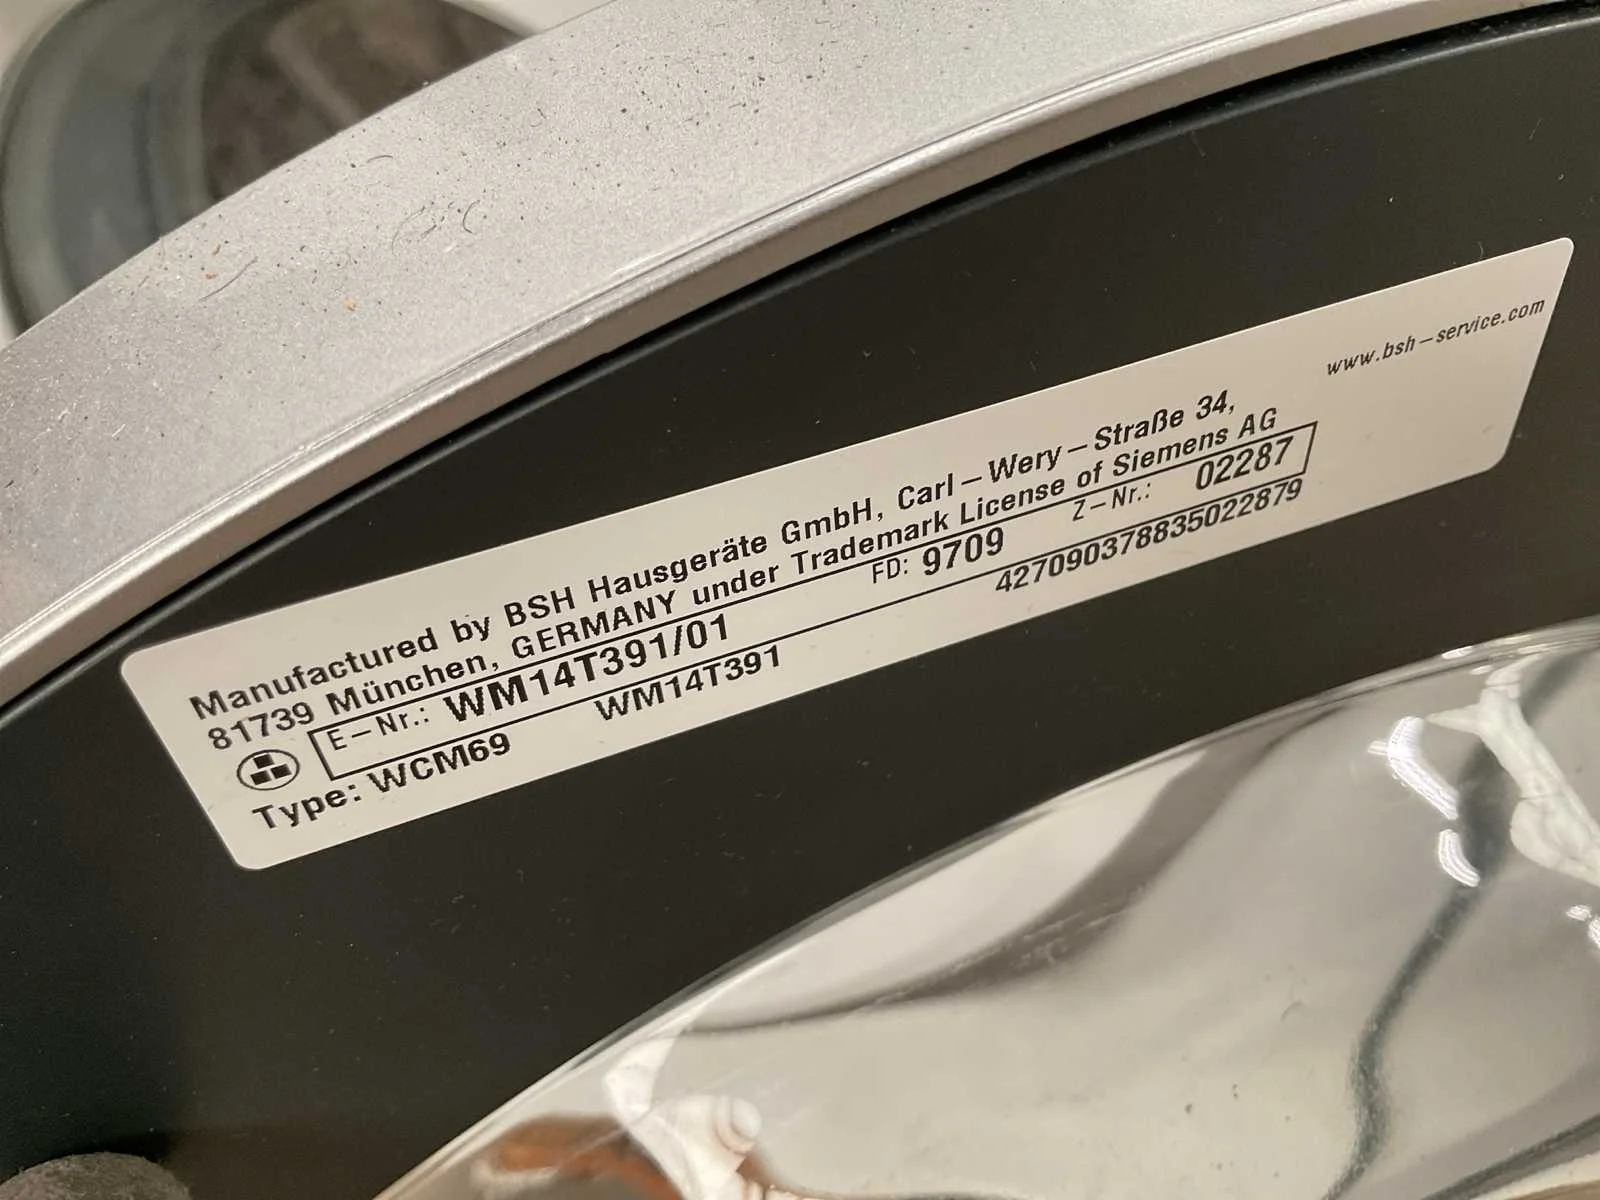 www.bsh-service.com
Manufactured by BSH Hausgeräte GmbH, Carl-Wery-Straße 34,
81739 München, GERMANY under Trademark License of Siemens AG
E-Nr.: WM14T391/01 FD: 9709 Z-Nr.: 02287
Type: WCM69 WM14T391 427090378835022879